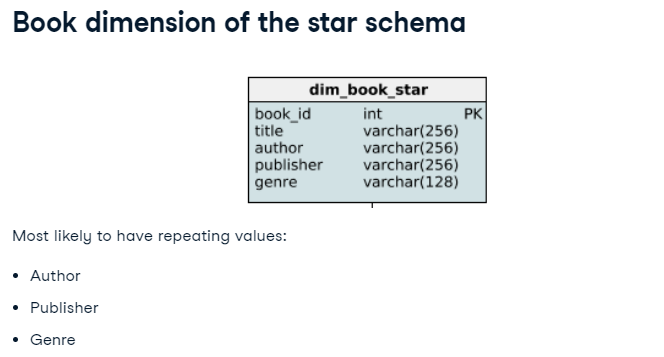 Book dimension of the star schema
dim_book_star
book_id int PK
title varchar(256)
author varchar(256)
publisher varchar(256)
genre varchar(128)
Most likely to have repeating values:
• Author
• Publisher
• Genre